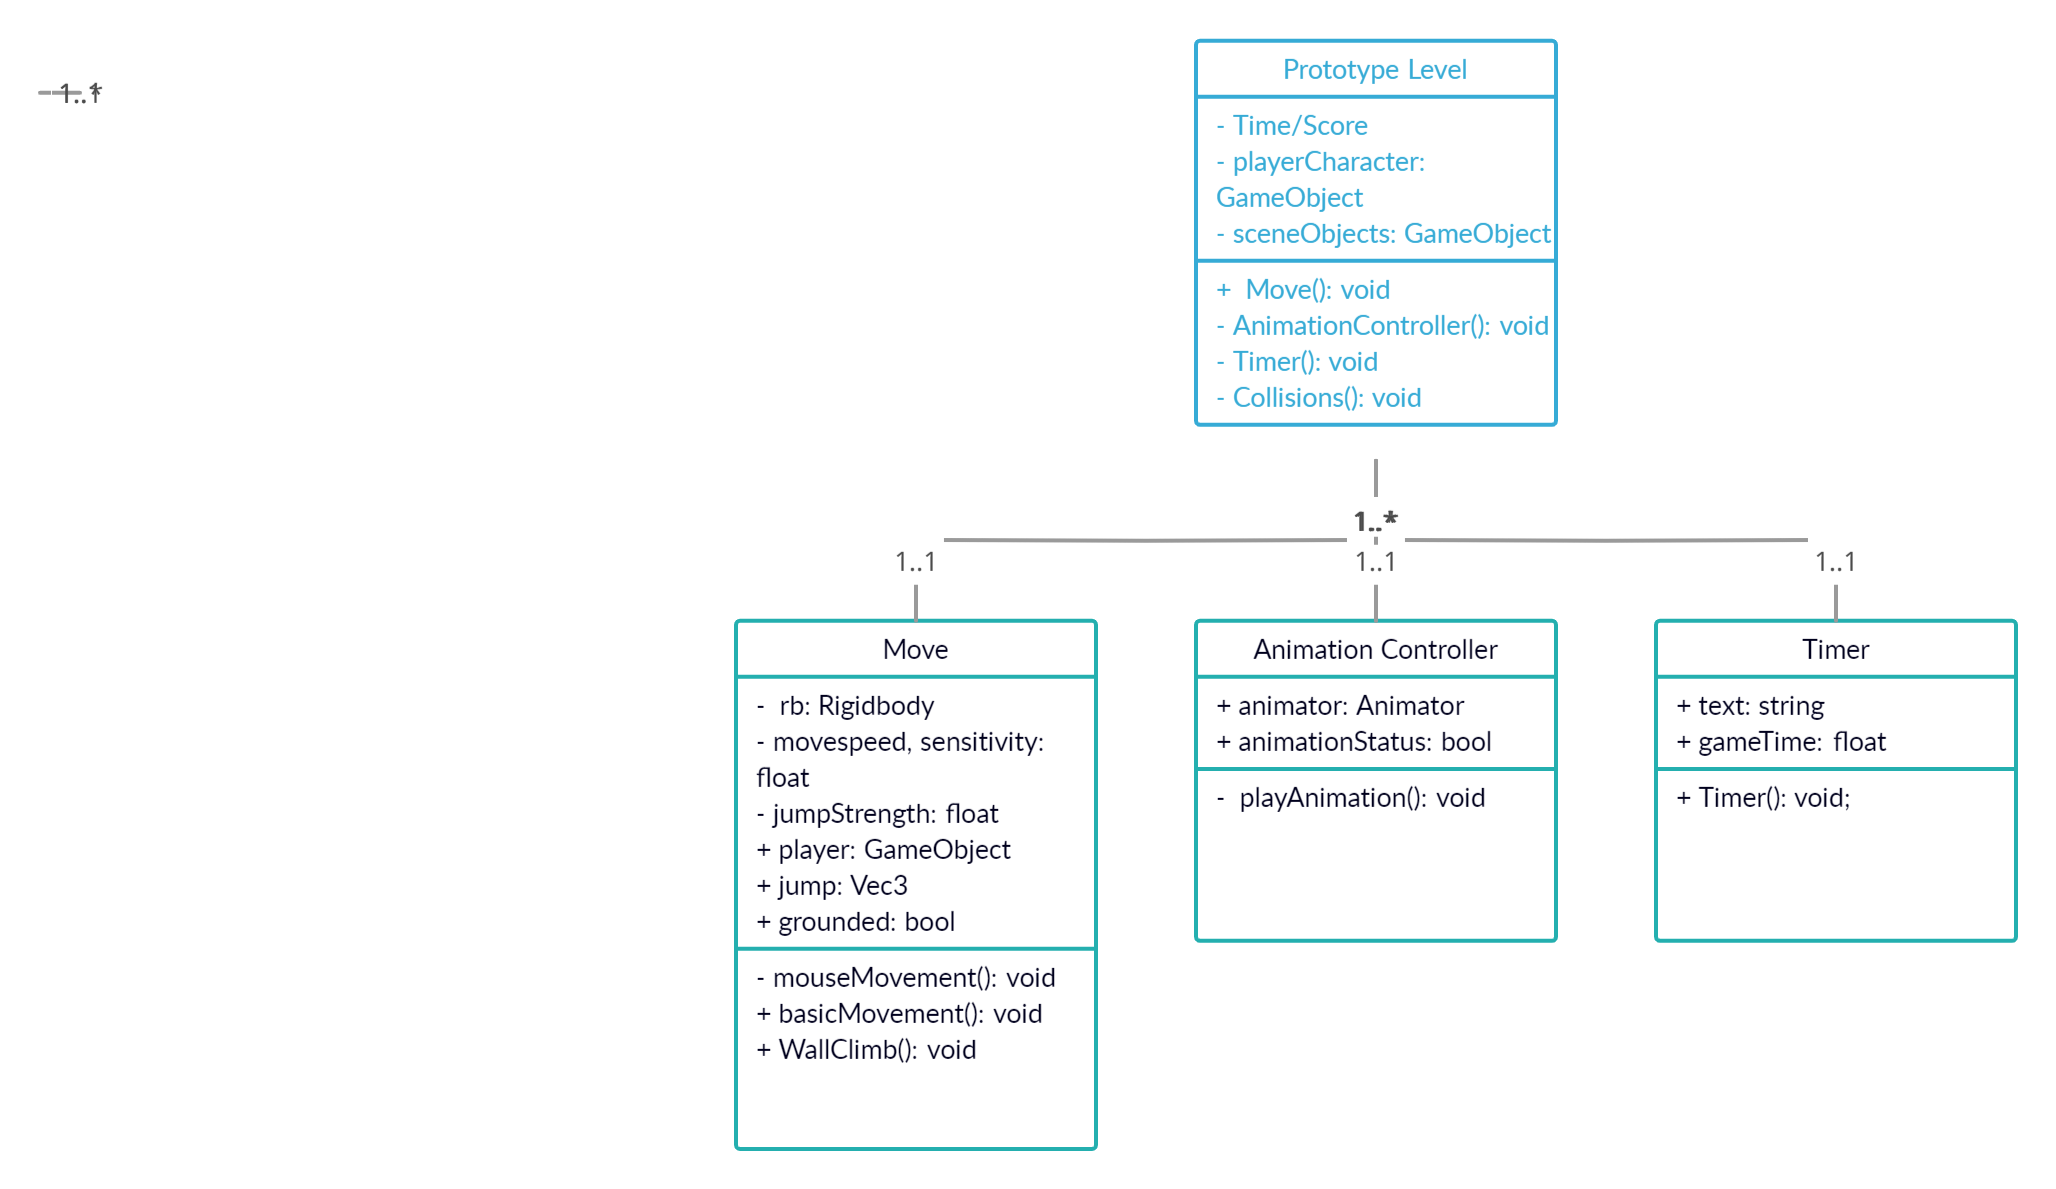 Prototype Level
- Time/Score
- playerCharacter:
GameObject
- sceneObjects: GameObject
+ Move(): void
- AnimationController(): void
- Timer(): void
- Collisions(): void
1..*
1..1
1..1
1..1
Move
- rb: Rigidbody
- movespeed, sensitivity:
float
- jumpStrength: float
+ player: GameObject
+ jump: Vec3
+ grounded: bool
- mouseMovement(): void
+ basicMovement(): void
+ WallClimb(): void
Animation Controller
+ animator: Animator
+ animationStatus: bool
- playAnimation(): void
Timer
+ text: string
+ gameTime: float
+ Timer(): void;